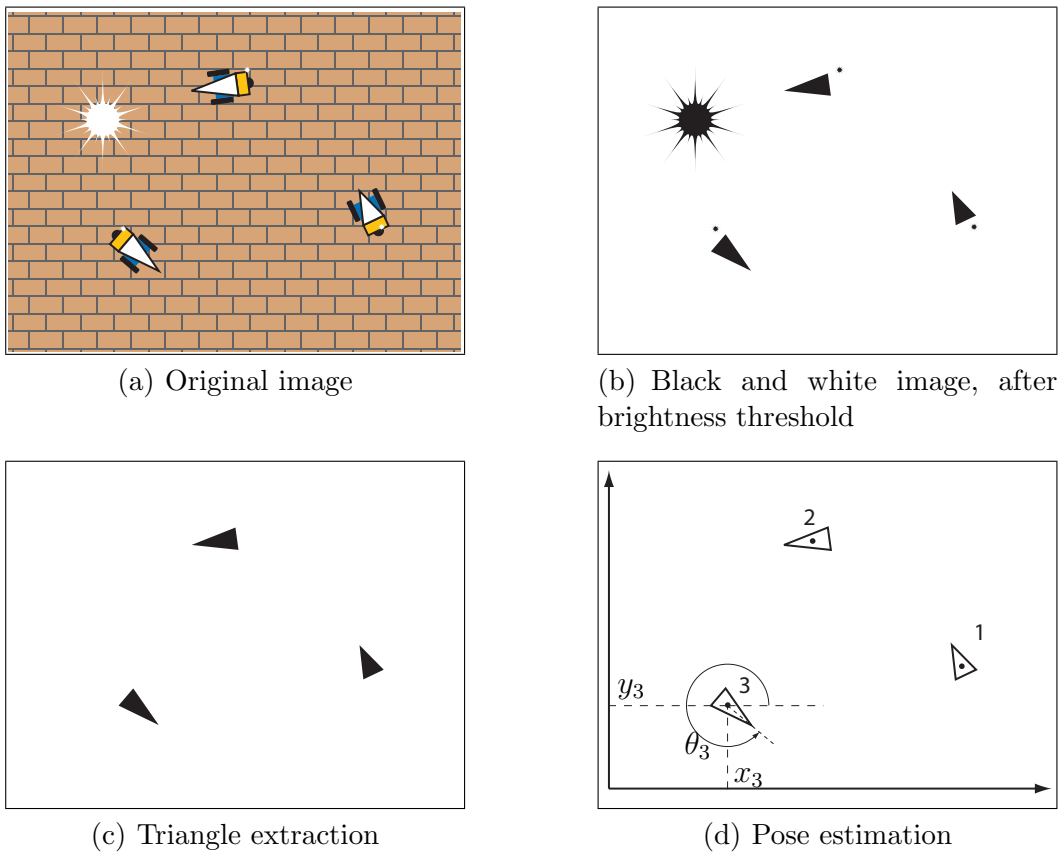 (a) Original image
(b) Black and white image, after
brightness threshold
2
1
3
y₃
θ₃
x₃
(c) Triangle extraction
(d) Pose estimation